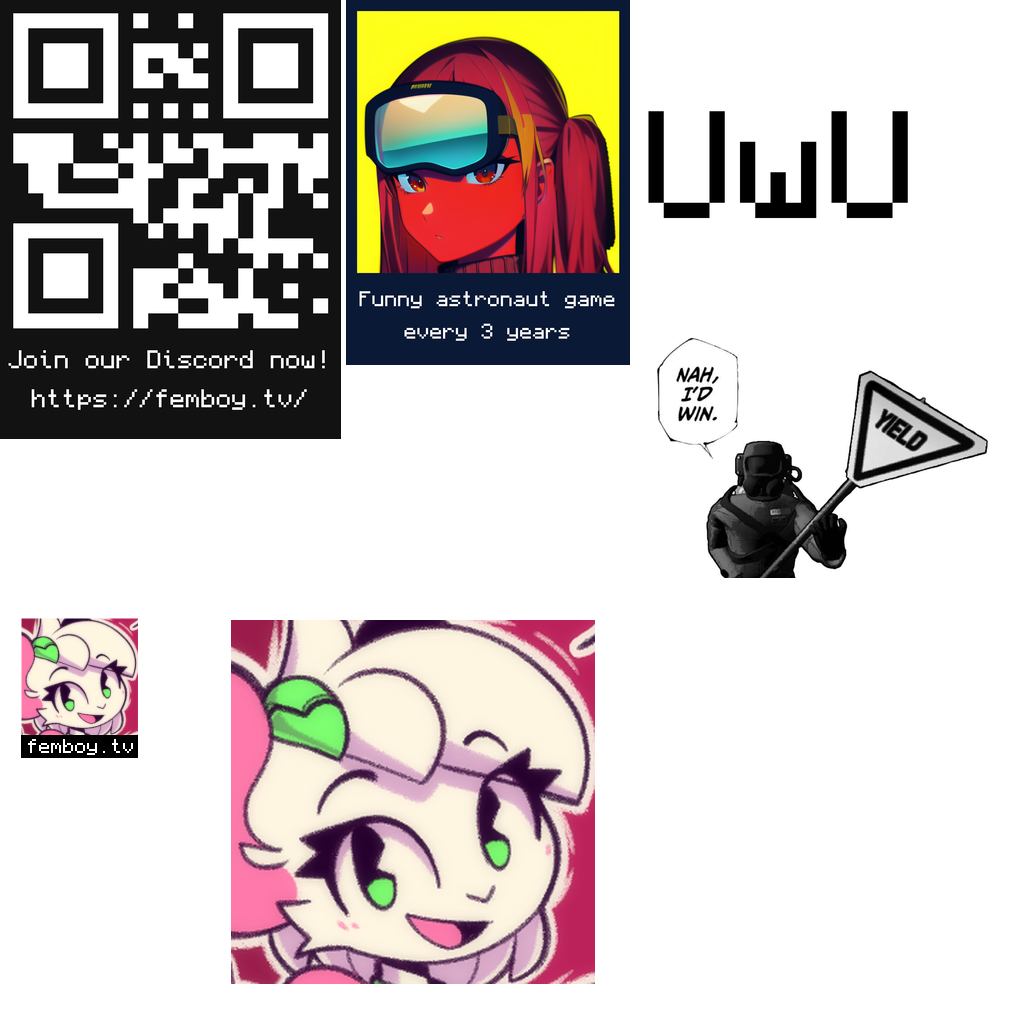 Join our Discord now!
https://femboy.tv/
Funny astronaut game
every 3 years
UwU
NAH,
I'D
WIN.
YIELD
femboy.tv